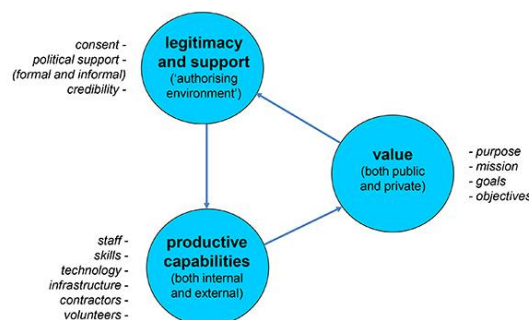 consent -
political support -
(formal and informal)
credibility -
legitimacy
and support
(‘authorising
environment’)
value
(both public
and private)
- purpose
- mission
- goals
- objectives
staff -
skills -
technology -
infrastructure -
contractors -
volunteers -
productive
capabilities
(both internal
and external)